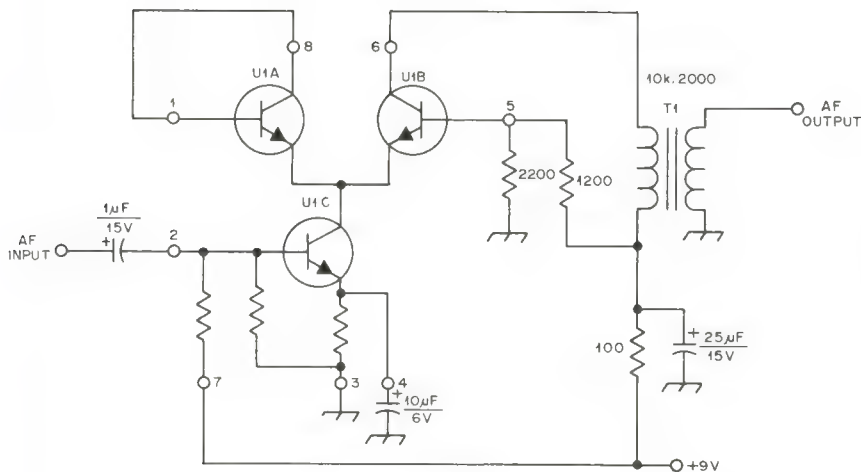 8
6
U1A
U1B
10k.2000
T1
1
5
AF
OUTPUT
2200
1200
U1C
1µF
15V
+
2
AF
INPUT
100
+
25µF
15V
7
3
4
+
10µF
6V
+9V